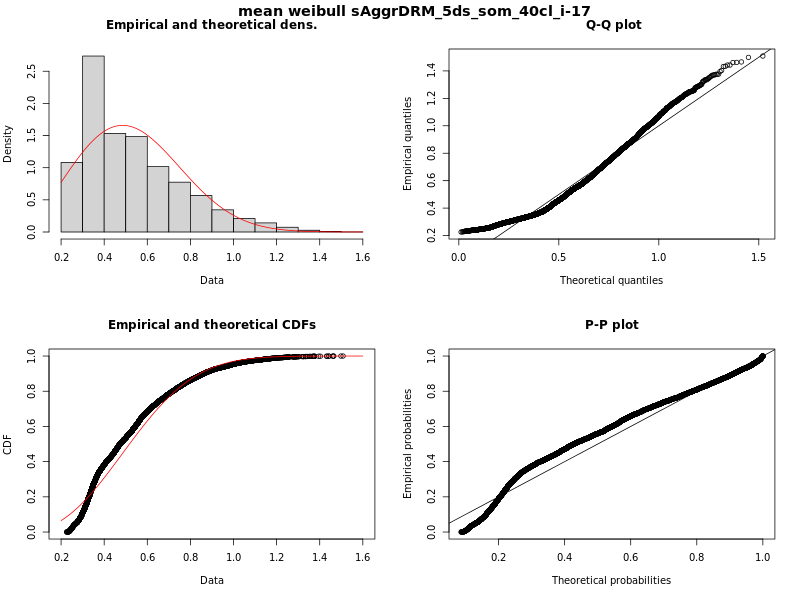 mean weibull sAggrDRM_5ds_som_40cl_i-17
Empirical and theoretical dens.
Density
0.0 0.5 1.0 1.5 2.0 2.5
0.2 0.4 0.6 0.8 1.0 1.2 1.4 1.6
Data
Q-Q plot
Empirical quantiles
0.2 0.4 0.6 0.8 1.0 1.2 1.4
0.0 0.5 1.0 1.5
Theoretical quantiles
Empirical and theoretical CDFs
CDF
0.0 0.2 0.4 0.6 0.8 1.0
0.2 0.4 0.6 0.8 1.0 1.2 1.4 1.6
Data
P-P plot
Empirical probabilities
0.0 0.2 0.4 0.6 0.8 1.0
0.2 0.4 0.6 0.8 1.0
Theoretical probabilities